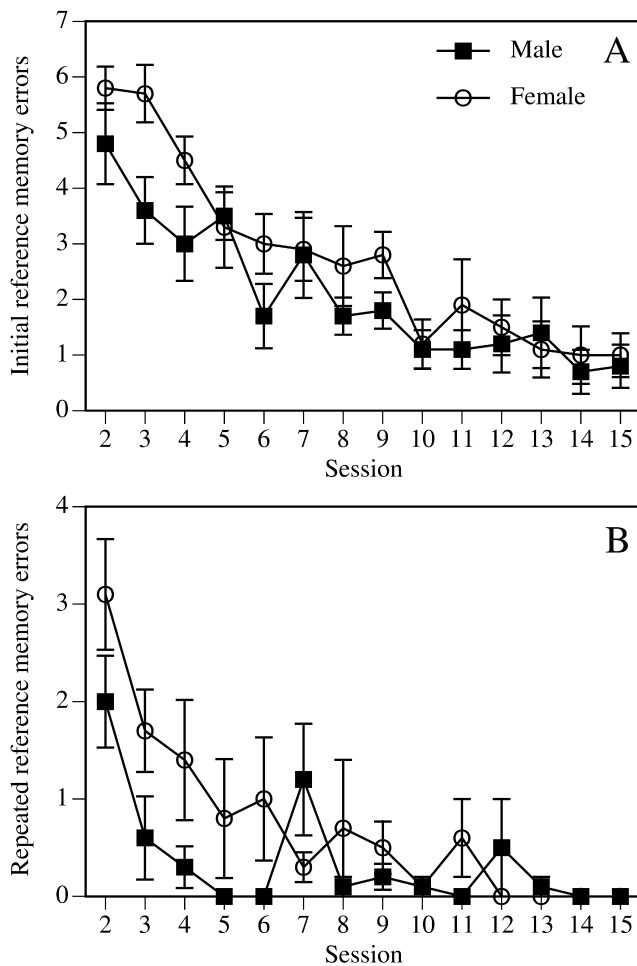 7
6
5
4
3
2
1
0
Initial reference memory errors
Male
Female
A
2 3 4 5 6 7 8 9 10 11 12 13 14 15
Session
4
3
2
1
0
Repeated reference memory errors
B
2 3 4 5 6 7 8 9 10 11 12 13 14 15
Session